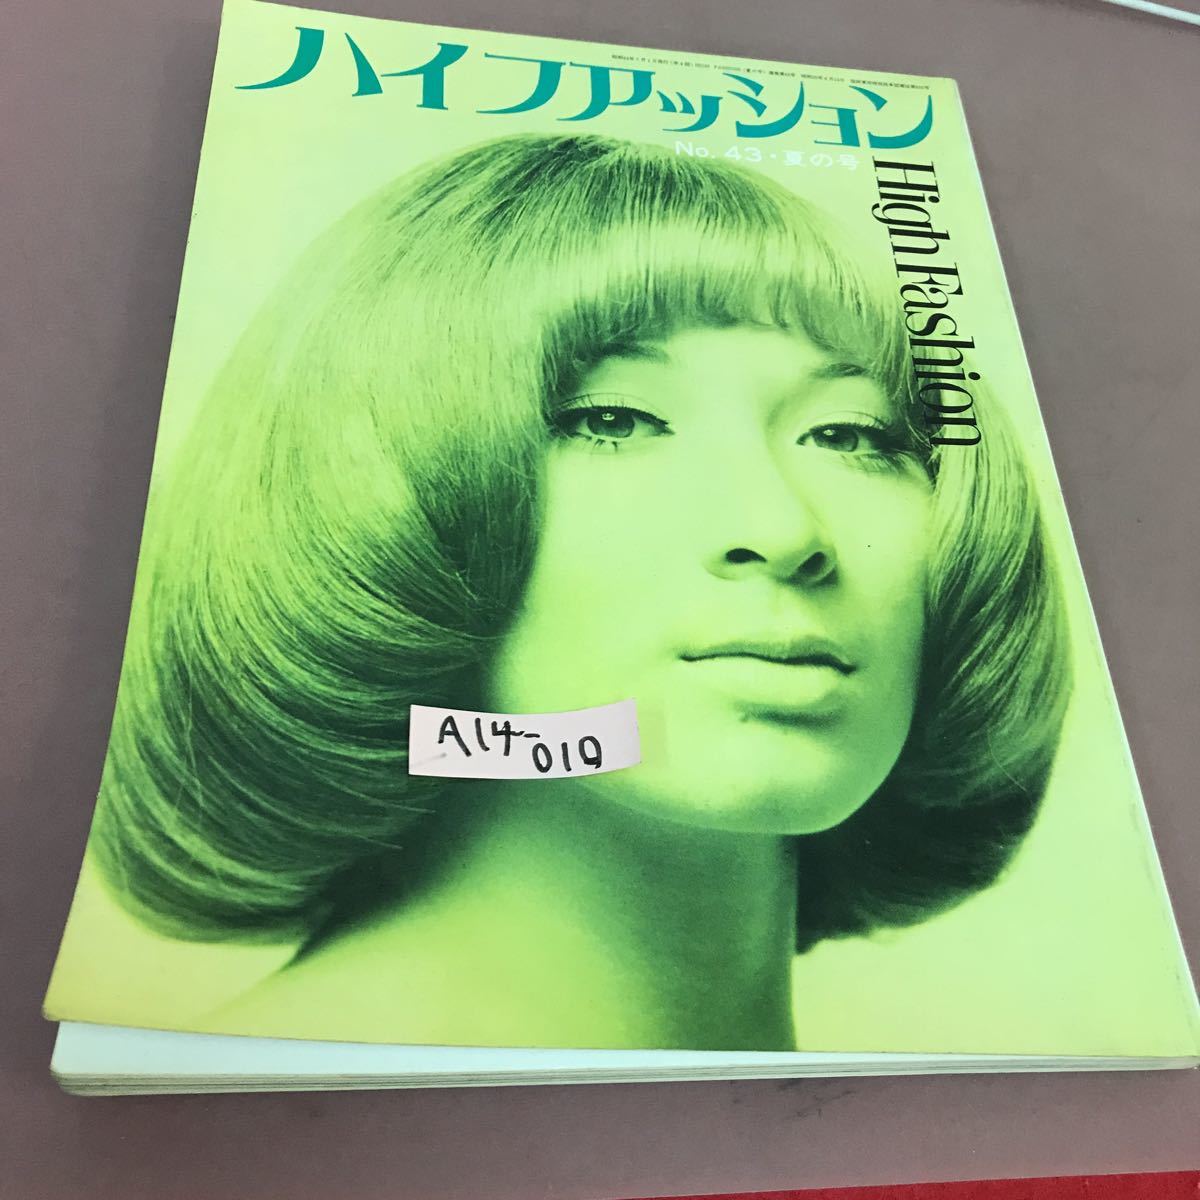 ハイファッション
No. 43・夏の号
High Fashion
A14-
010